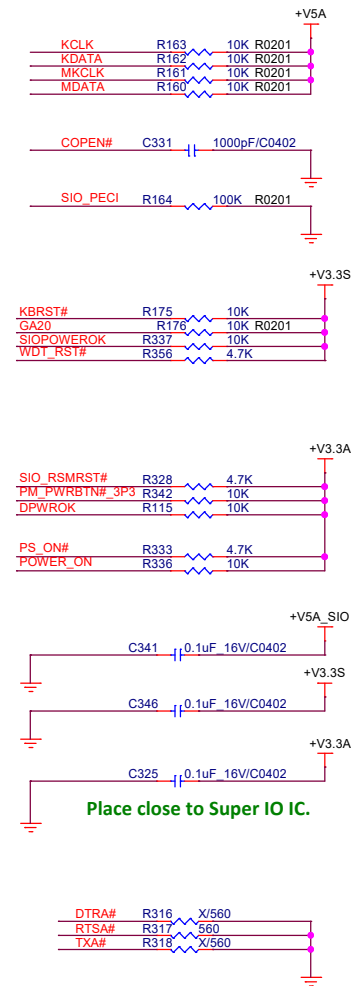 +V5A
KCLK R163 10K R0201
KDATA R162 10K R0201
MKCLK R161 10K R0201
MDATA R160 10K R0201
COPEN# C331 1000pF/C0402
SIO_PECI R164 100K R0201
+V3.3S
KBRST# R175 10K
GA20 R176 10K R0201
SIOPOWEROK R337 10K
WDT_RST# R356 4.7K
+V3.3A
SIO_RSMRST# R328 4.7K
PM_PWRBTN#_3P3 R342 10K
DPWROK R115 10K
PS_ON# R333 4.7K
POWER_ON R336 10K
+V5A_SIO
C341 0.1uF_16V/C0402
+V3.3S
C346 0.1uF_16V/C0402
+V3.3A
C325 0.1uF_16V/C0402
Place close to Super IO IC.
DTRA# R316 X/560
RTSA# R317 560
TXA# R318 X/560